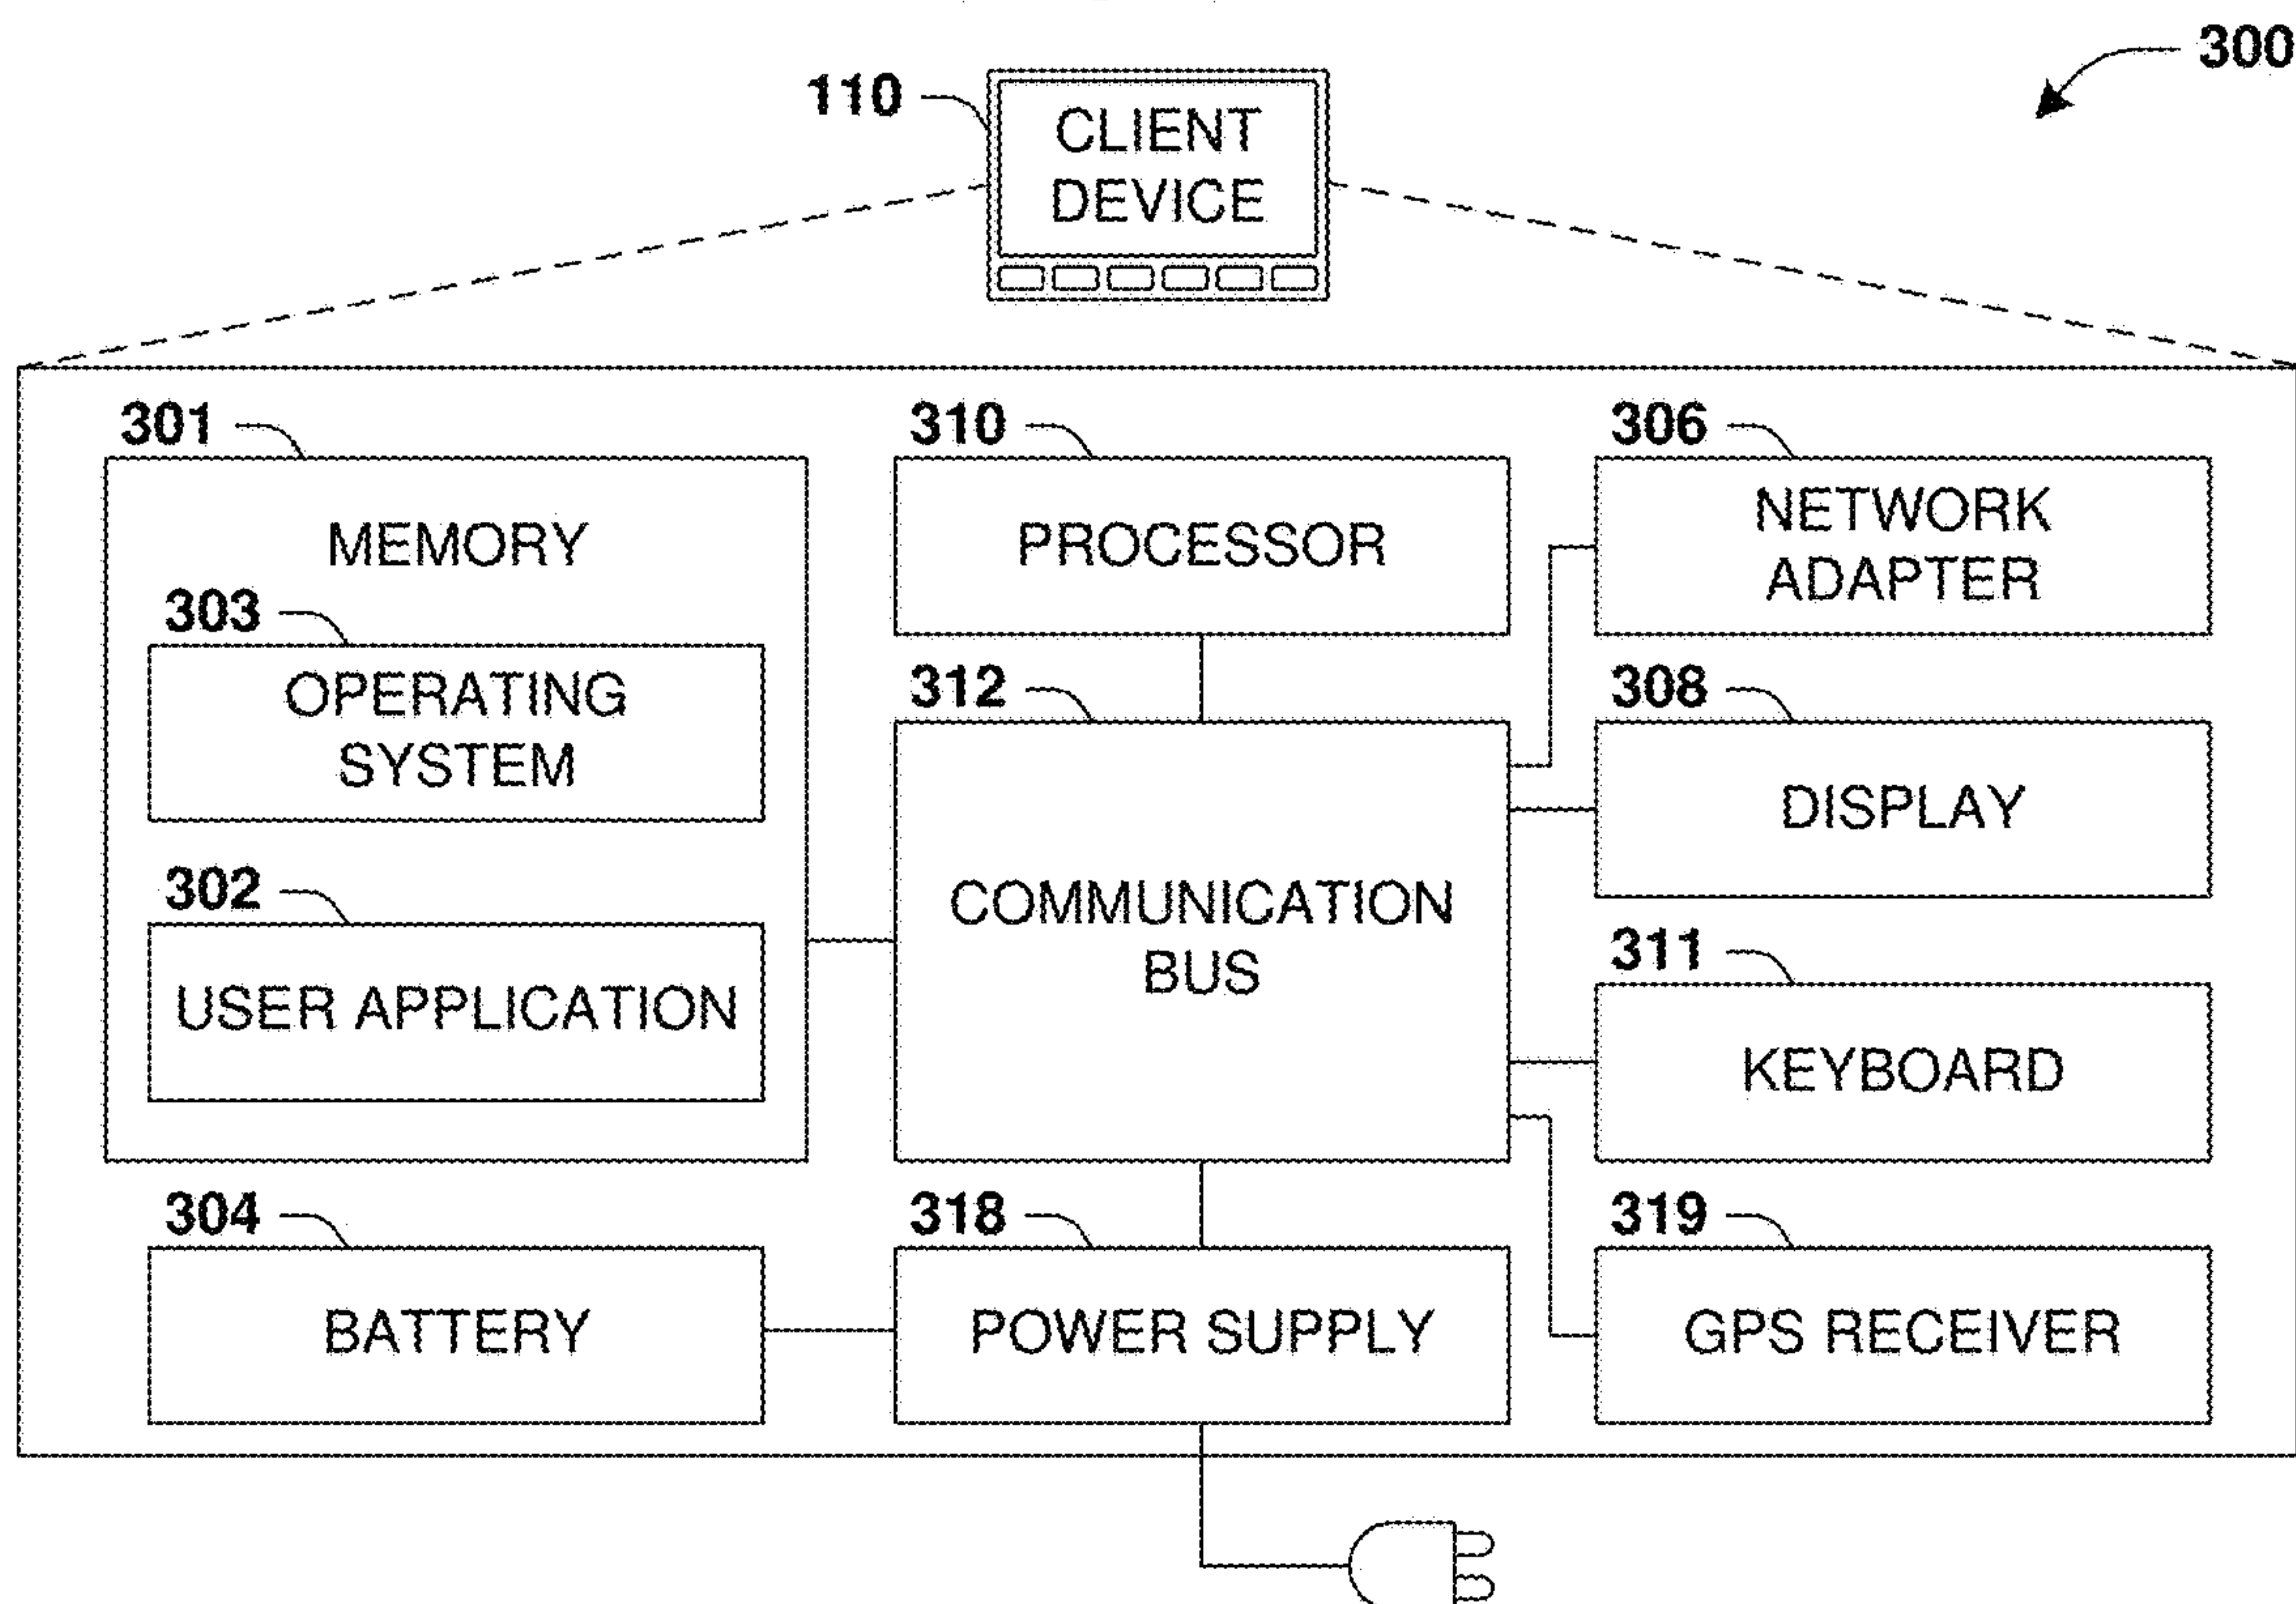 300
110
CLIENT
DEVICE
301
310
306
MEMORY
PROCESSOR
NETWORK
ADAPTER
303
312
308
OPERATING
SYSTEM
DISPLAY
302
COMMUNICATION
BUS
311
USER APPLICATION
KEYBOARD
304
318
319
BATTERY
POWER SUPPLY
GPS RECEIVER